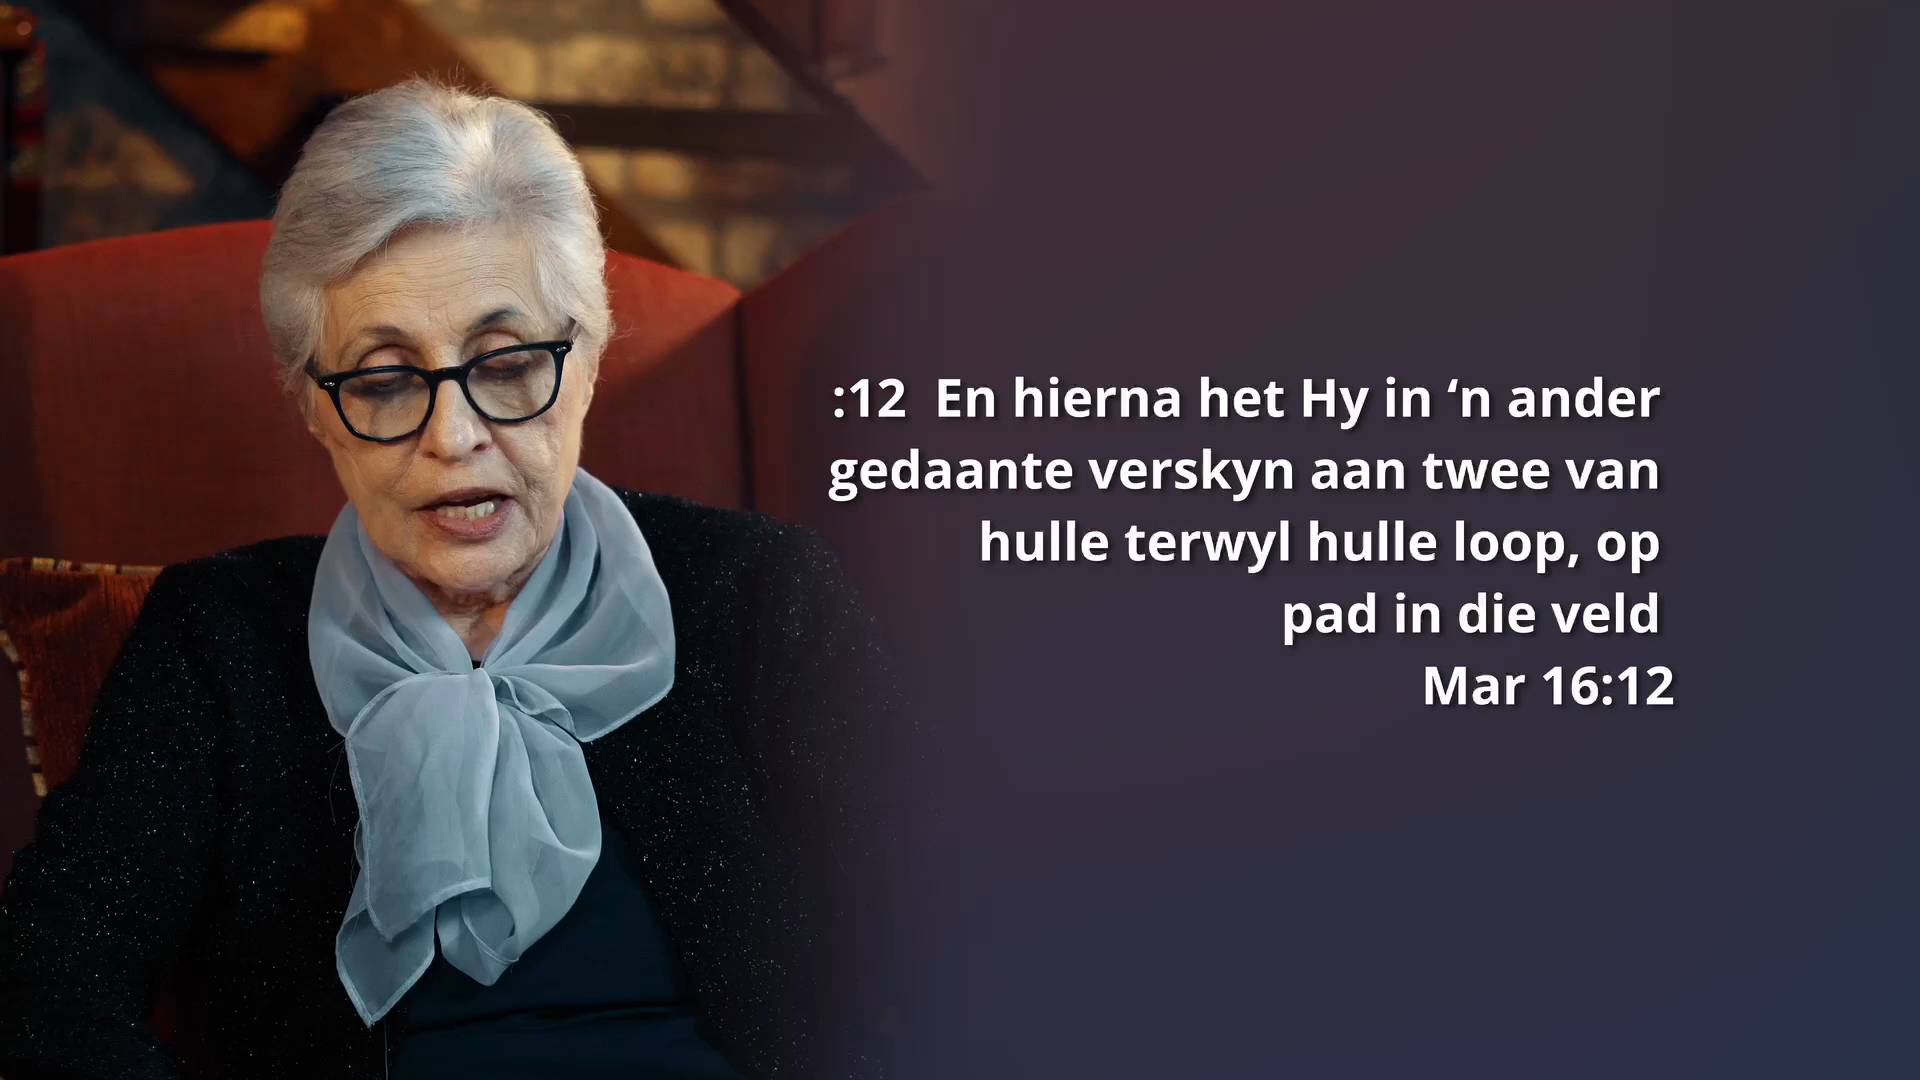 :12 En hierna het Hy in ‘n ander
gedaante verskyn aan twee van
hulle terwyl hulle loop, op
pad in die veld
Mar 16:12